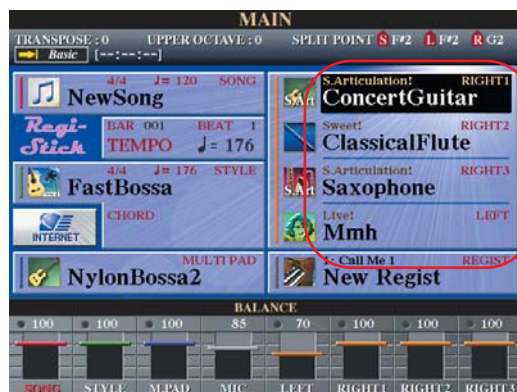 MAIN
TRANSPOSE : 0 UPPER OCTAVE : 0 SPLIT POINT S F#2 L F#2 R G2
Basic [--:--:--]
4/4 ♩= 120 SONG
NewSong
Regi-Stick
BAR 001 BEAT 1
TEMPO ♩= 176
4/4 ♩= 176 STYLE
FastBossa
INTERNET
CHORD
MULTI PAD
NylonBossa2
S.Articulation! RIGHT1
S.Art ConcertGuitar
Sweet! RIGHT2
ClassicalFlute
S.Articulation! RIGHT3
S.Art Saxophone
Live! LEFT
Mmh
1: Call Me 1 REGIST
New Regist
BALANCE
100 100 100 85 70 100 100 100
SONG STYLE M.PAD MIC LEFT RIGHT1 RIGHT2 RIGHT3